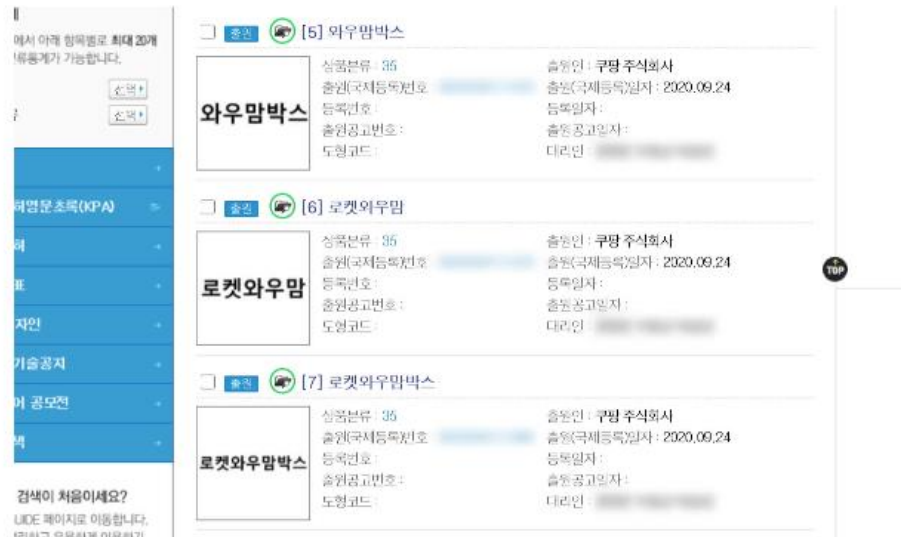 에서 아래 항목별로 최대 20개
류통계가 가능합니다.
선택
선택
허영문초록(KPA)
허
표
자인
기술공지
어 공모전
색
검색이 처음이세요?
UIDE 페이지로 이동합니다.
출원 [5] 와우맘박스
와우맘박스
상품분류 : 35
출원(국제등록)번호
등록번호 :
출원공고번호 :
도형코드 :
출원인 : 쿠팡 주식회사
출원(국제등록)일자 : 2020.09.24
등록일자 :
출원공고일자 :
대리인 :
출원 [6] 로켓와우맘
로켓와우맘
상품분류 : 35
출원(국제등록)번호
등록번호 :
출원공고번호 :
도형코드 :
출원인 : 쿠팡 주식회사
출원(국제등록)일자 : 2020.09.24
등록일자 :
출원공고일자 :
대리인 :
출원 [7] 로켓와우맘박스
로켓와우맘박스
상품분류 : 35
출원(국제등록)번호
등록번호 :
출원공고번호 :
도형코드 :
출원인 : 쿠팡 주식회사
출원(국제등록)일자 : 2020.09.24
등록일자 :
출원공고일자 :
대리인 :
TOP